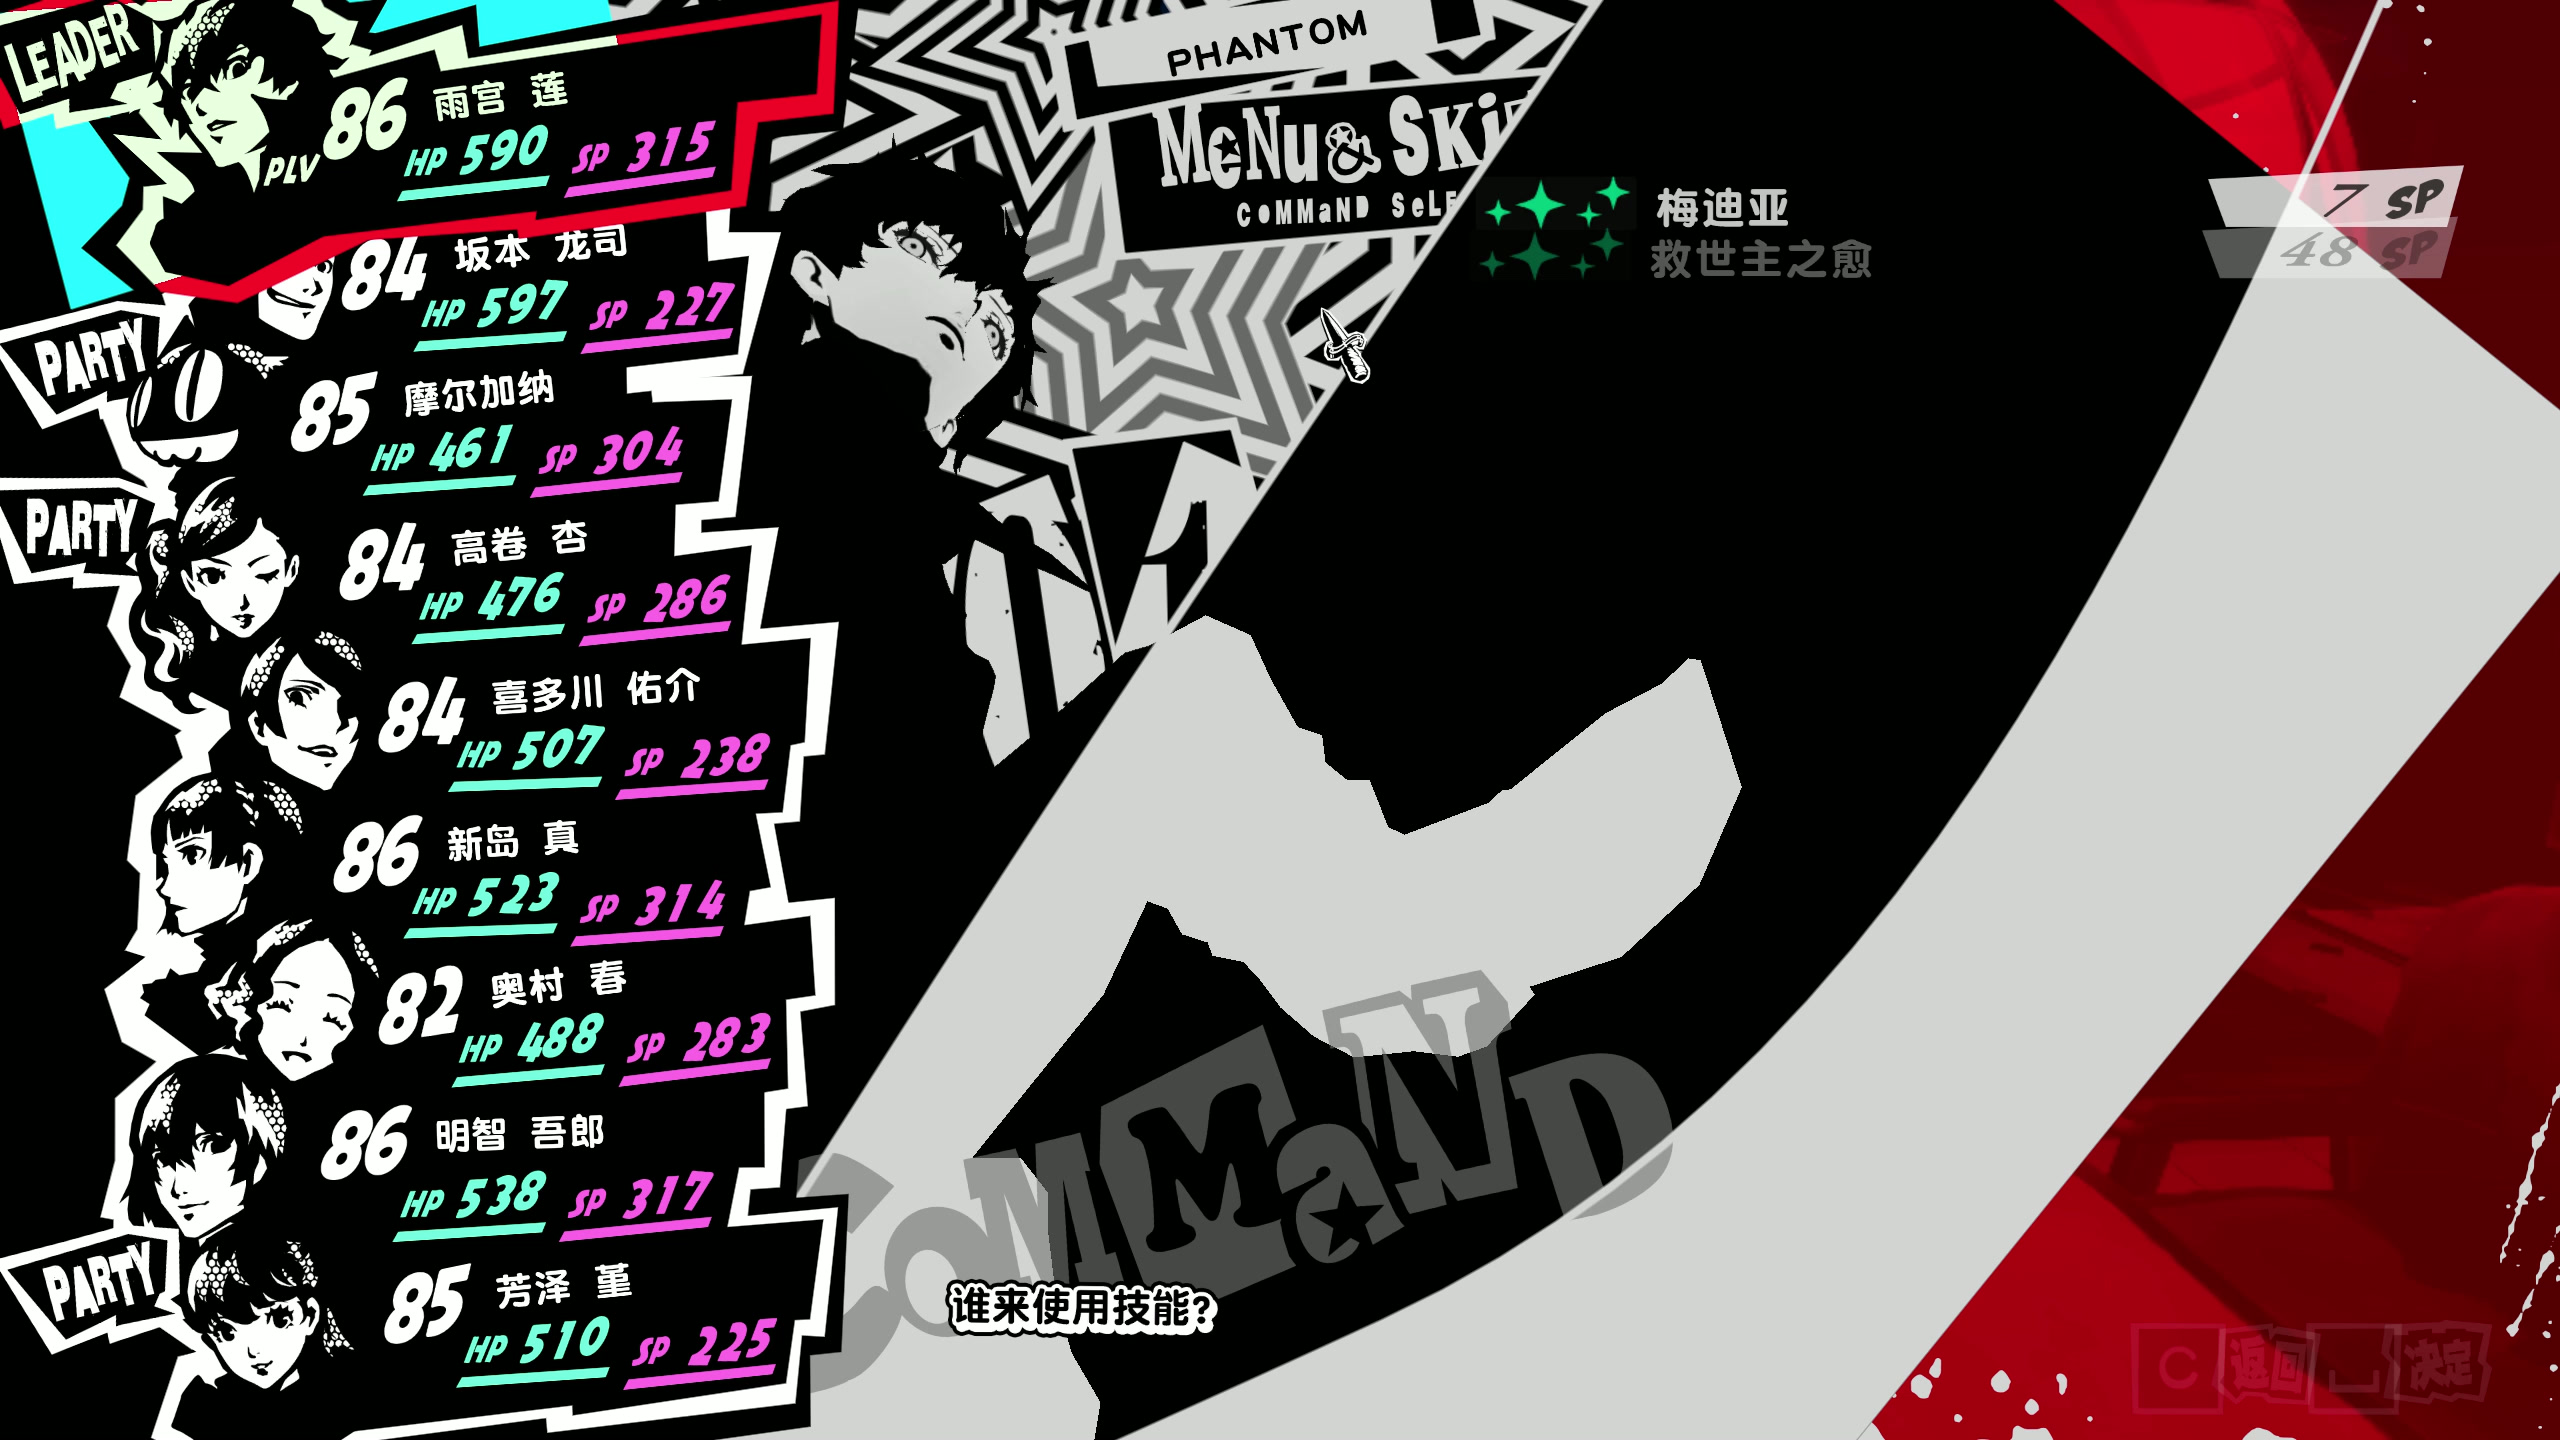 LEADER
PLV 86 雨宫 莲
HP 590 SP 315
84 坂本 龙司
HP 597 SP 227
PARTY
85 摩尔加纳
HP 461 SP 304
PARTY
84 高卷 杏
HP 476 SP 286
84 喜多川 佑介
HP 507 SP 238
86 新岛 真
HP 523 SP 314
82 奥村 春
HP 488 SP 283
86 明智 吾郎
HP 538 SP 317
PARTY
85 芳泽 堇
HP 510 SP 225
PHANTOM
MeNu & SKi
CoMMaND SeLE
梅迪亚 7 SP
救世主之愈 48 SP
CoMMaND
谁来使用技能?
C 返回 决定